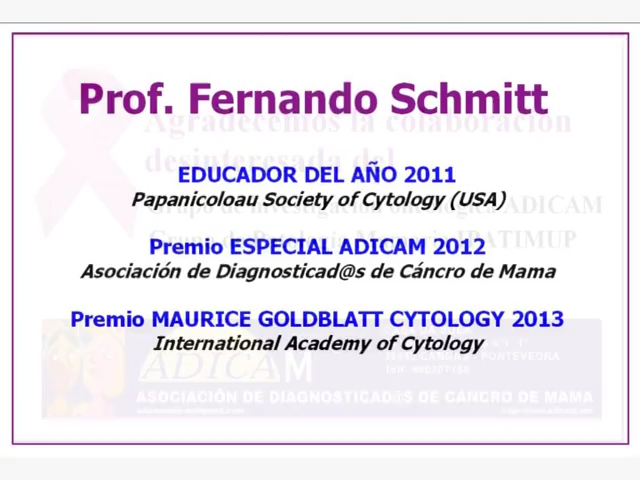 Prof. Fernando Schmitt
Agradecemos la colaboración
desinteresada del
EDUCADOR DEL AÑO 2011
Papanicoloau Society of Cytology (USA)
Grupo de investigación oncológica ADICAM
Premio ESPECIAL ADICAM 2012
IPATIMUP
Asociación de Diagnosticad@s de Cáncro de Mama
Premio MAURICE GOLDBLATT CYTOLOGY 2013
International Academy of Cytology
PONTEVEDRA
ADICAM
ASOCIACIÓN DE DIAGNOSTICAD@S DE CÁNCRO DE MAMA